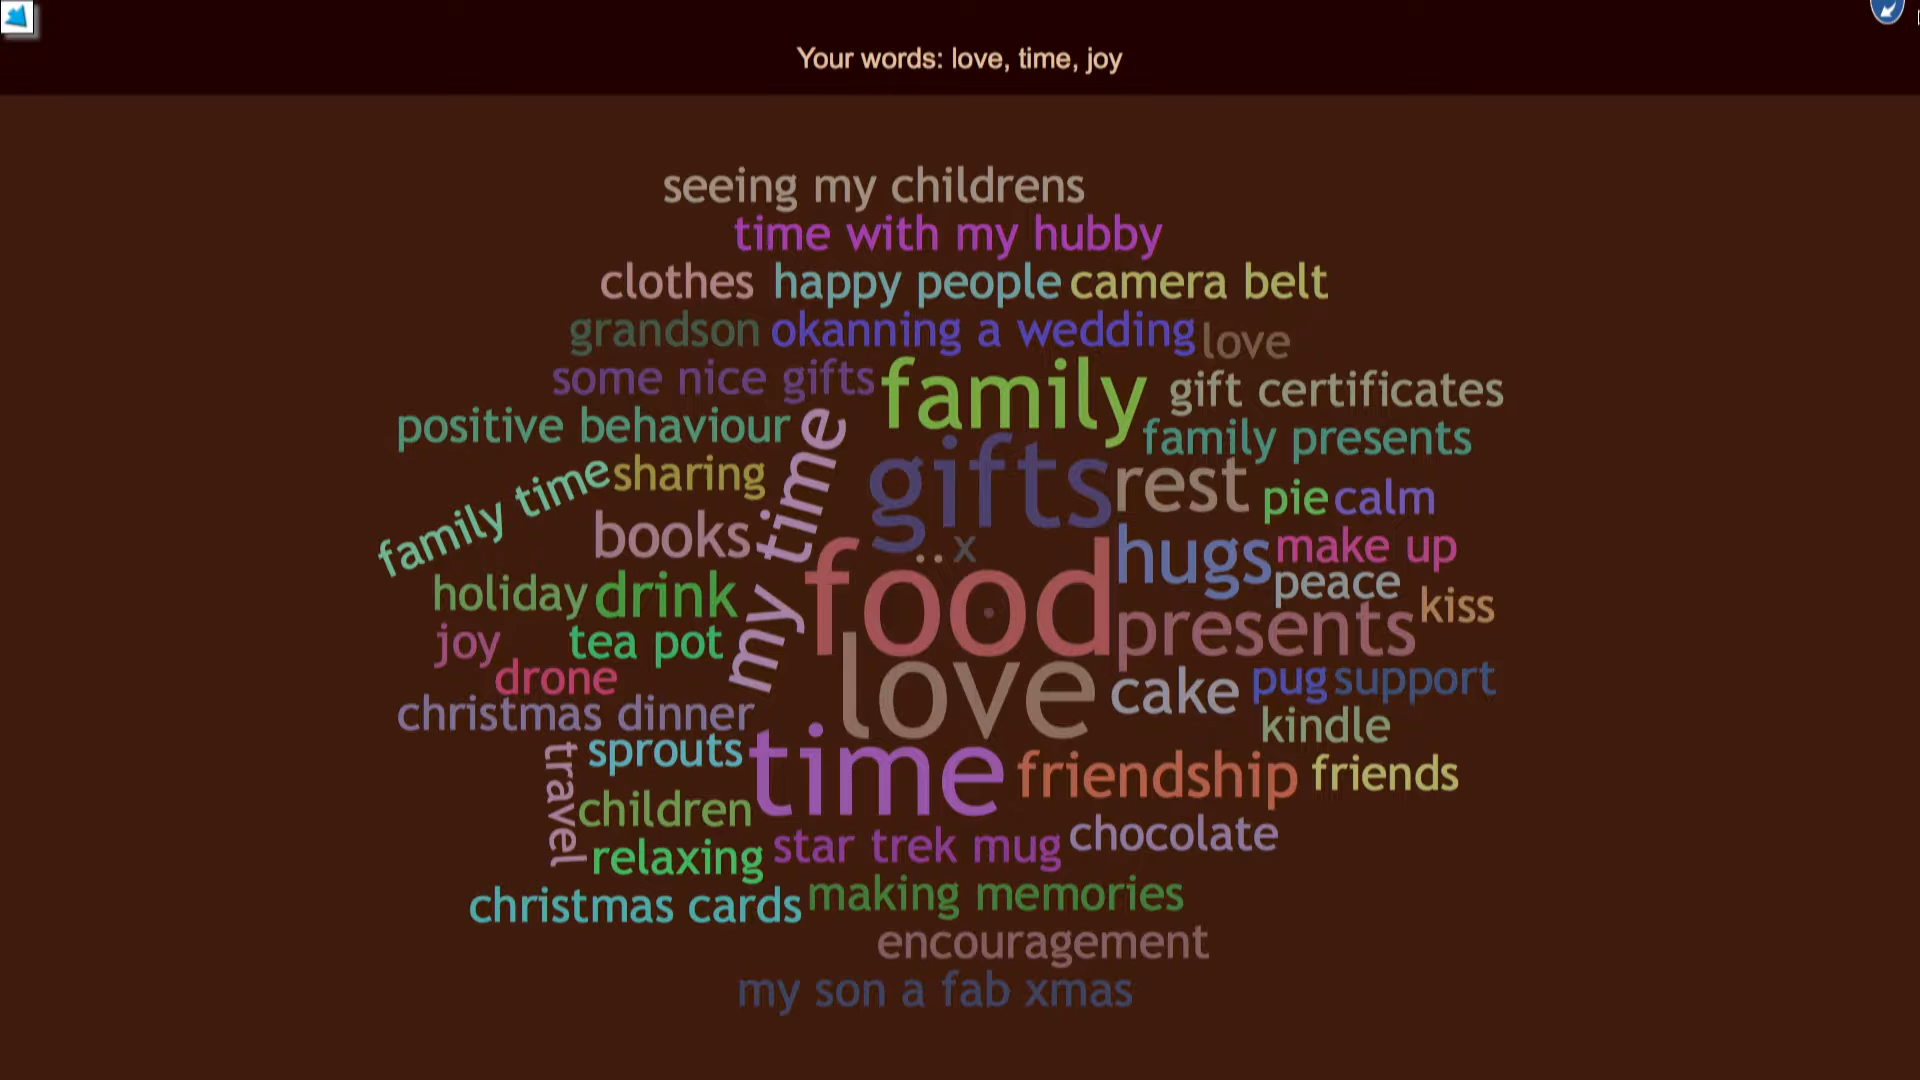 Your words: love, time, joy
seeing my childrens
time with my hubby
clothes happy people camera belt
grandson okanning a wedding love
some nice gifts family gift certificates
positive behaviour my time family presents
family time sharing gifts rest pie calm
books .. x hugs make up
holiday drink food peace kiss
joy tea pot presents
drone love cake pug support
christmas dinner kindle
travel sprouts time friendship friends
children star trek mug chocolate
relaxing
christmas cards making memories
encouragement
my son a fab xmas